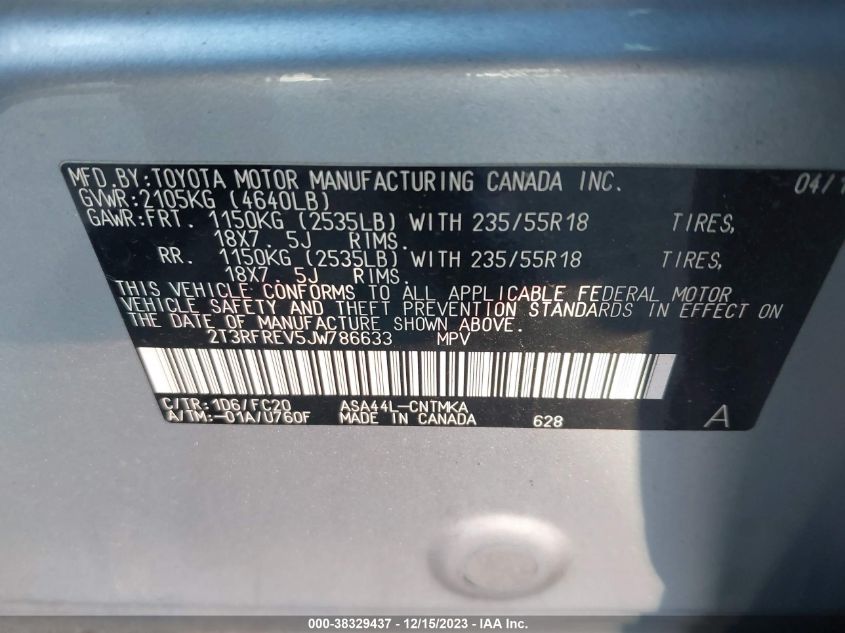 MFD.BY:TOYOTA MOTOR MANUFACTURING CANADA INC. 04/1
GVWR:2105KG (4640LB)
GAWR:FRT. 1150KG (2535LB) WITH 235/55R18 TIRES,
18X7.5J RIMS.
RR. 1150KG (2535LB) WITH 235/55R18 TIRES,
18X7.5J RIMS.
THIS VEHICLE CONFORMS TO ALL APPLICABLE FEDERAL MOTOR
VEHICLE SAFETY AND THEFT PREVENTION STANDARDS IN EFFECT ON
THE DATE OF MANUFACTURE SHOWN ABOVE.
2T3RFREV5JW786633 MPV
C/TR:1D6/FC20 ASA44L-CNTMKA
A/TM:-01A/U760F MADE IN CANADA 628 A
000-38329437 - 12/15/2023 - IAA Inc.